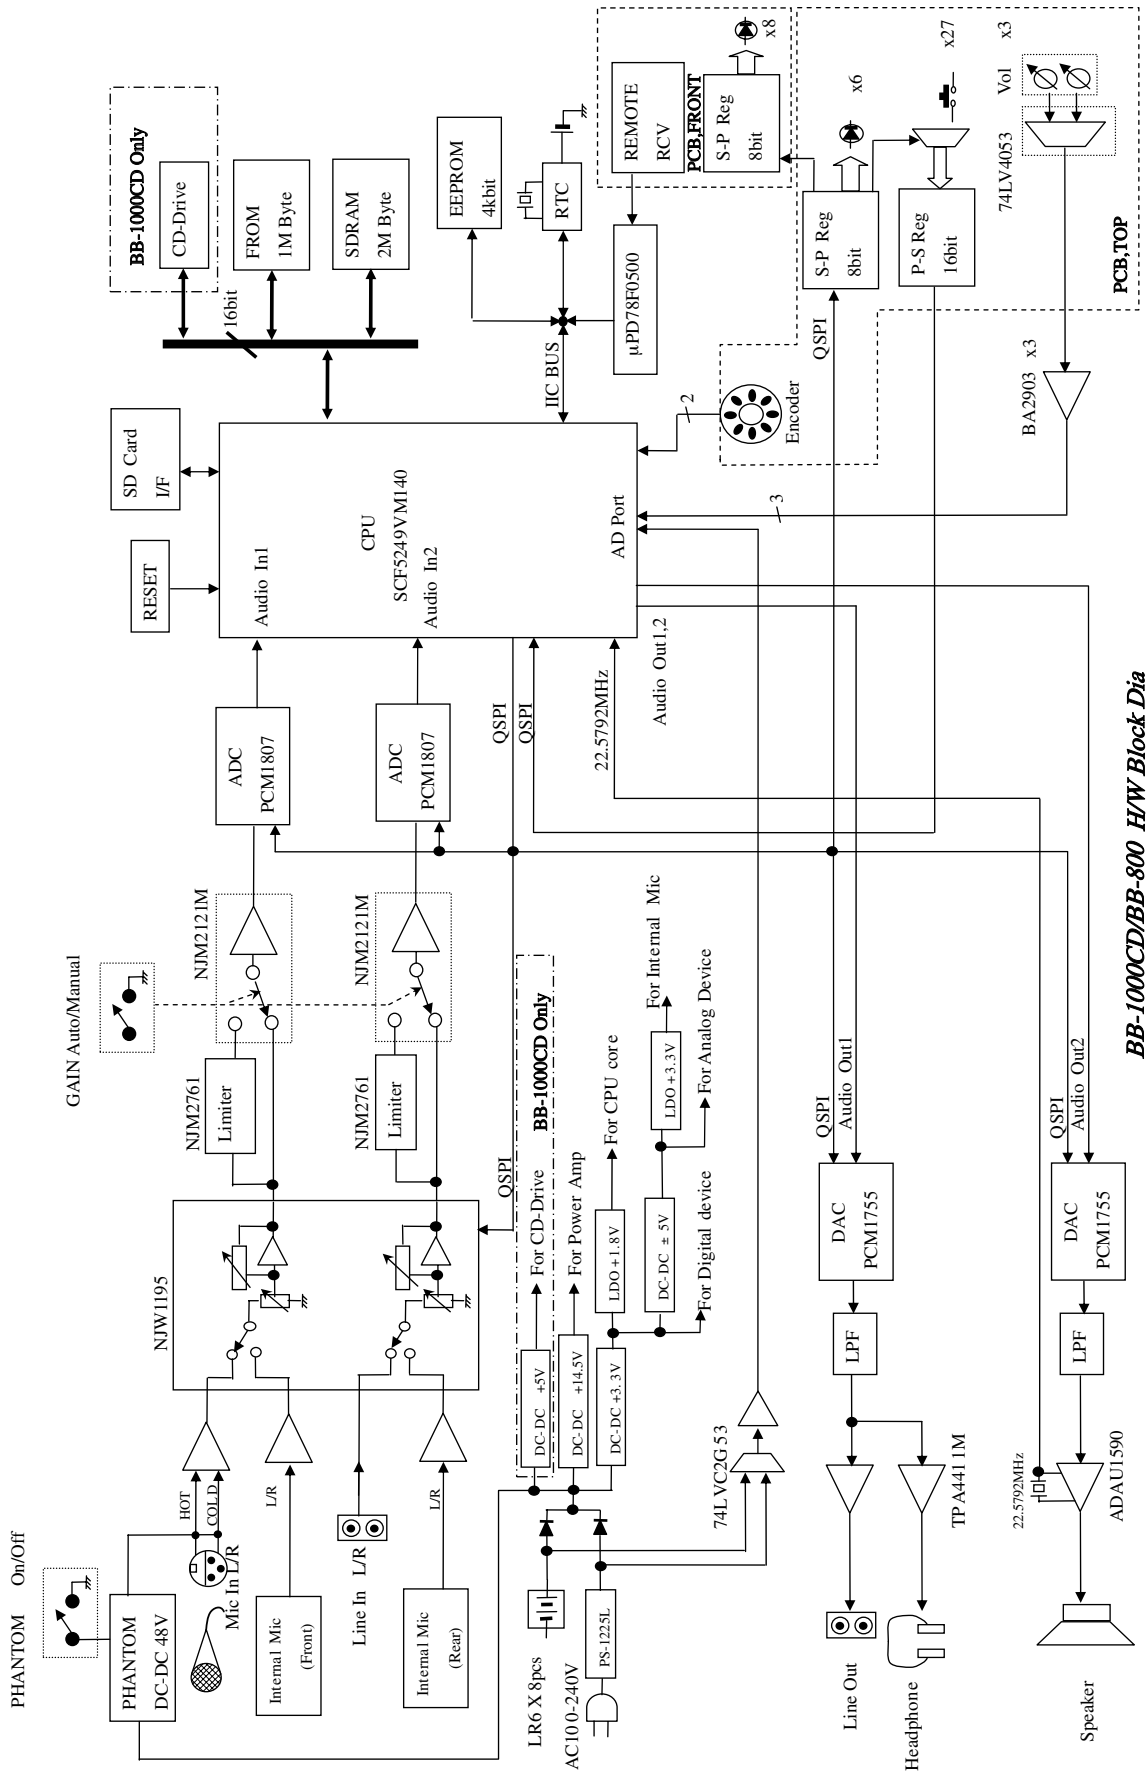 PHANTOM On/Off
PHANTOM
DC-DC 48V
HOT
COLD
Mic In L/R
Internal Mic
(Front)
L/R
Line In L/R
Internal Mic
(Rear)
L/R
LR6 X 8pcs
AC100-240V
PS-1225L
Line Out
Headphone
Speaker
GAIN Auto/Manual
NJW1195
NJM2761
Limiter
NJM2121M
NJM2761
Limiter
NJM2121M
ADC
PCM1807
ADC
PCM1807
QSPI
BB-1000CD Only
DC-DC +5V
For CD-Drive
DC-DC +14.5V
For Power Amp
DC-DC +3.3V
LDO +1.8V
For CPU core
DC-DC ± 5V
LDO +3.3V
For Internal Mic
For Analog Device
For Digital device
74LVC2G53
QSPI
QSPI
22.5792MHz
Audio Out1,2
QSPI
Audio Out1
DAC
PCM1755
LPF
TPA4411M
QSPI
Audio Out2
DAC
PCM1755
LPF
22.5792MHz
ADAU1590
RESET
SD Card
I/F
Audio In1
CPU
SCF5249VM140
Audio In2
AD Port
16bit
BB-1000CD Only
CD-Drive
FROM
1M Byte
SDRAM
2M Byte
IIC BUS
EEPROM
4kbit
RTC
μPD78F0500
REMOTE
RCV
PCB,FRONT
S-P Reg
8bit
x8
2
Encoder
QSPI
S-P Reg
8bit
x6
P-S Reg
16bit
x27
74LV4053
Vol x3
PCB,TOP
BA2903 x3
3
BB-1000CD/BB-800 H/W Block Dia